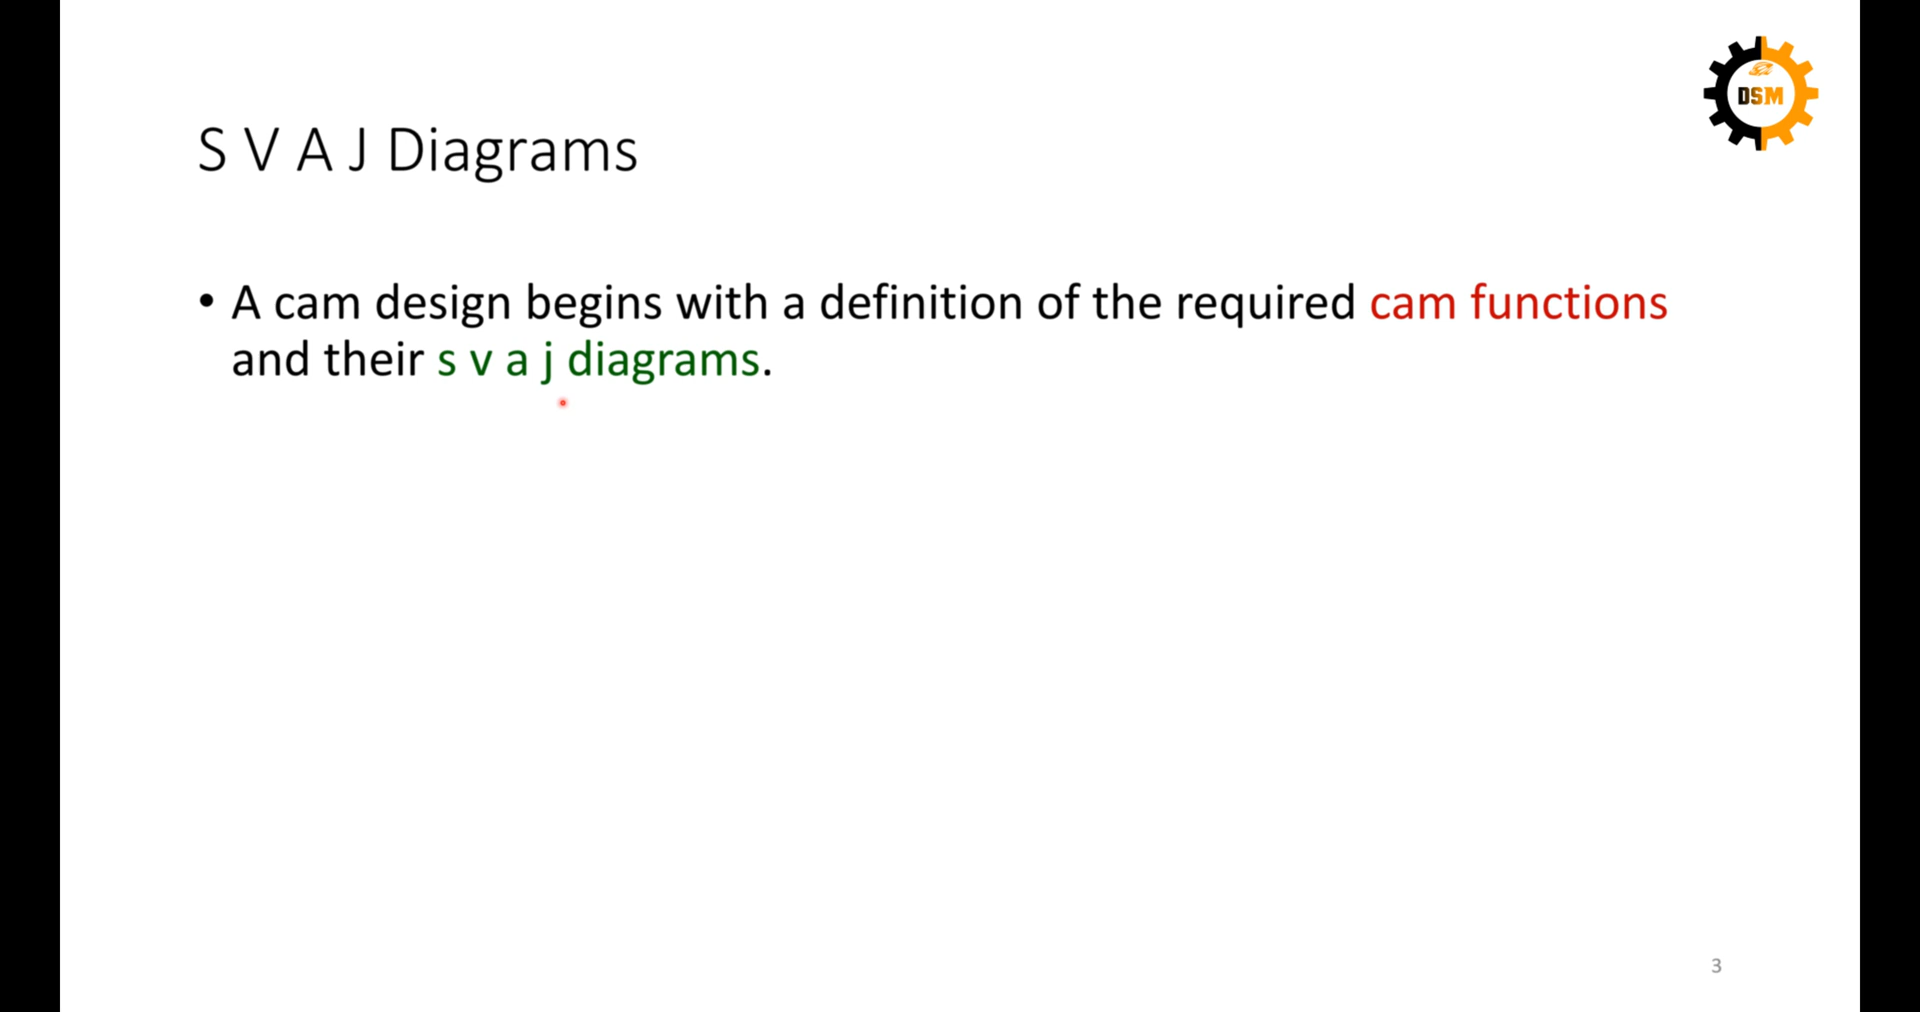 DSM
S V A J Diagrams
• A cam design begins with a definition of the required cam functions
and their s v a j diagrams.
3